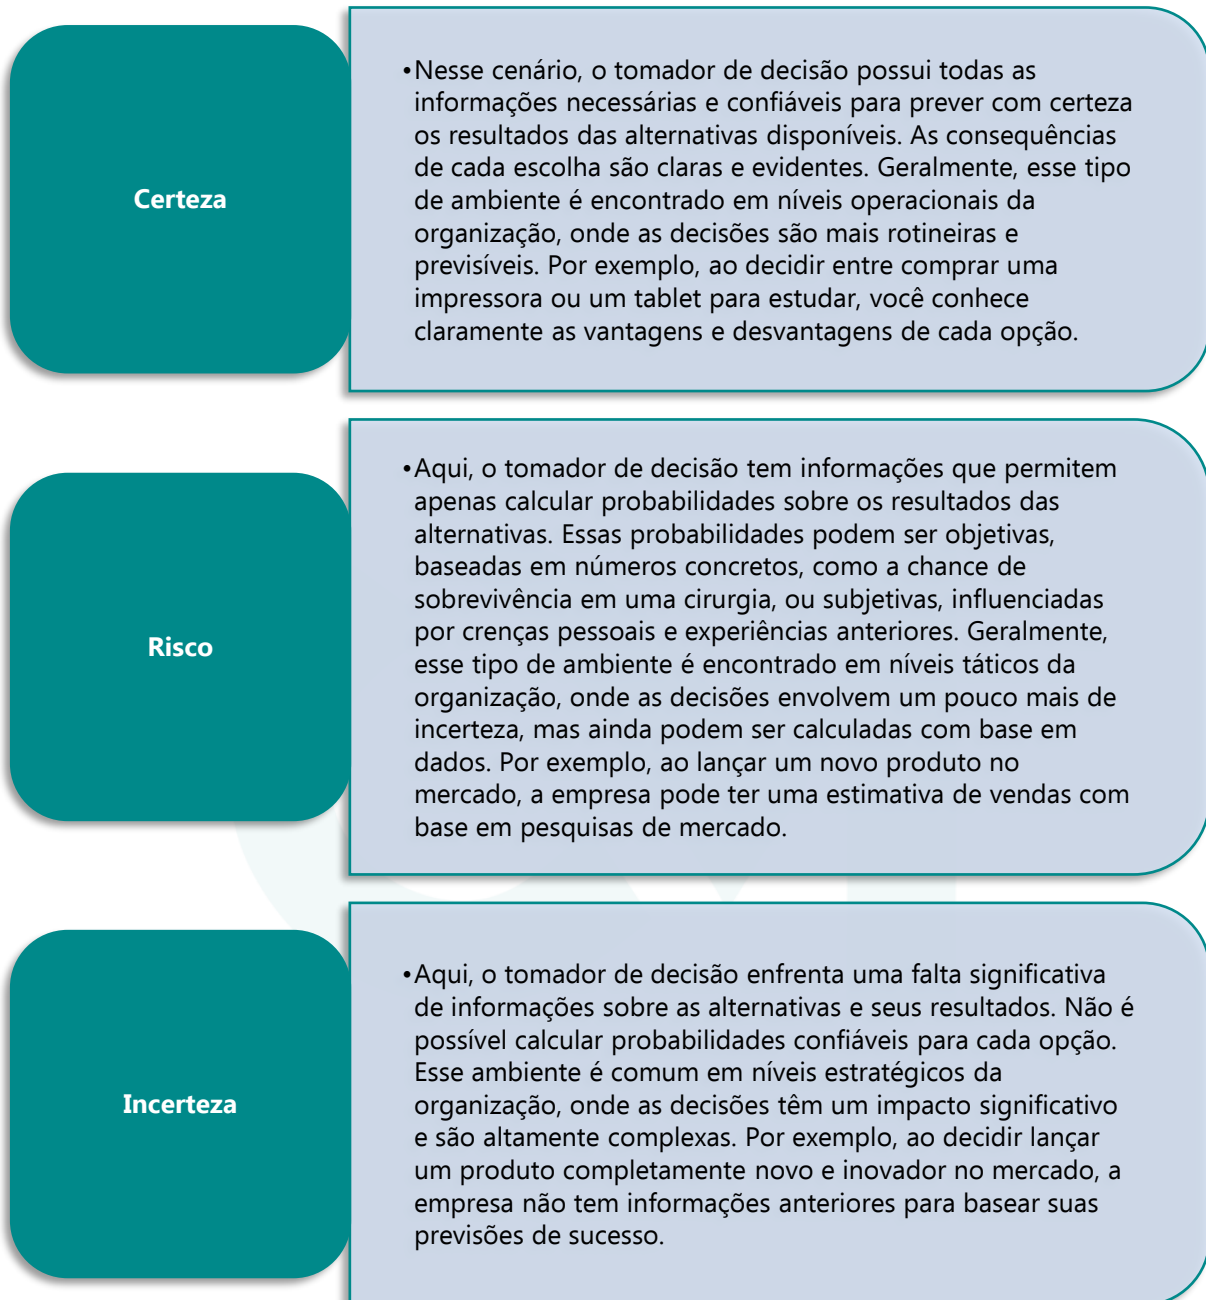 Certeza
•Nesse cenário, o tomador de decisão possui todas as
informações necessárias e confiáveis para prever com certeza
os resultados das alternativas disponíveis. As consequências
de cada escolha são claras e evidentes. Geralmente, esse tipo
de ambiente é encontrado em níveis operacionais da
organização, onde as decisões são mais rotineiras e
previsíveis. Por exemplo, ao decidir entre comprar uma
impressora ou um tablet para estudar, você conhece
claramente as vantagens e desvantagens de cada opção.
Risco
•Aqui, o tomador de decisão tem informações que permitem
apenas calcular probabilidades sobre os resultados das
alternativas. Essas probabilidades podem ser objetivas,
baseadas em números concretos, como a chance de
sobrevivência em uma cirurgia, ou subjetivas, influenciadas
por crenças pessoais e experiências anteriores. Geralmente,
esse tipo de ambiente é encontrado em níveis táticos da
organização, onde as decisões envolvem um pouco mais de
incerteza, mas ainda podem ser calculadas com base em
dados. Por exemplo, ao lançar um novo produto no
mercado, a empresa pode ter uma estimativa de vendas com
base em pesquisas de mercado.
Incerteza
•Aqui, o tomador de decisão enfrenta uma falta significativa
de informações sobre as alternativas e seus resultados. Não é
possível calcular probabilidades confiáveis para cada opção.
Esse ambiente é comum em níveis estratégicos da
organização, onde as decisões têm um impacto significativo
e são altamente complexas. Por exemplo, ao decidir lançar
um produto completamente novo e inovador no mercado, a
empresa não tem informações anteriores para basear suas
previsões de sucesso.